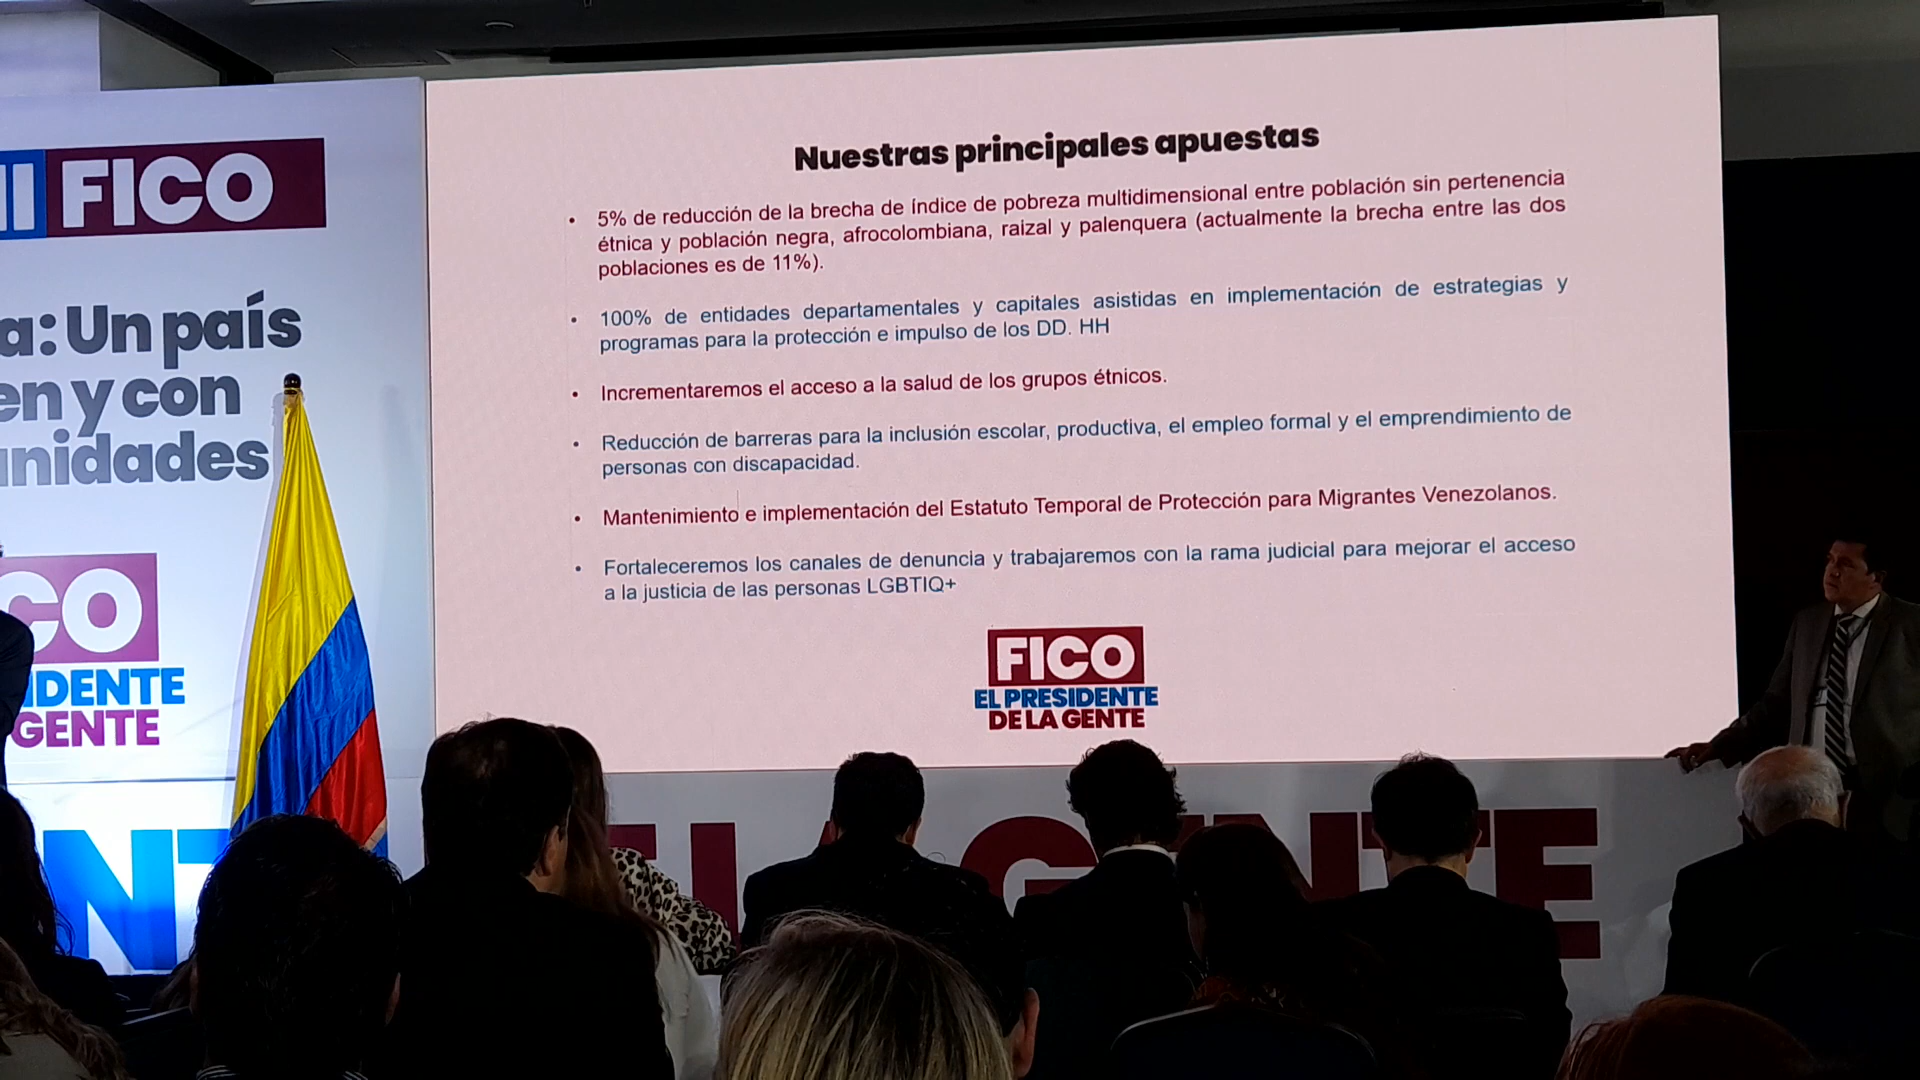 FICO
a: Un país
en y con
unidades
CO
IDENTE
GENTE
NT
Nuestras principales apuestas
• 5% de reducción de la brecha de índice de pobreza multidimensional entre población sin pertenencia
étnica y población negra, afrocolombiana, raizal y palenquera (actualmente la brecha entre las dos
poblaciones es de 11%).
• 100% de entidades departamentales y capitales asistidas en implementación de estrategias y
programas para la protección e impulso de los DD. HH
• Incrementaremos el acceso a la salud de los grupos étnicos.
• Reducción de barreras para la inclusión escolar, productiva, el empleo formal y el emprendimiento de
personas con discapacidad.
• Mantenimiento e implementación del Estatuto Temporal de Protección para Migrantes Venezolanos.
• Fortaleceremos los canales de denuncia y trabajaremos con la rama judicial para mejorar el acceso
a la justicia de las personas LGBTIQ+
FICO
EL PRESIDENTE
DE LA GENTE
LA GENTE